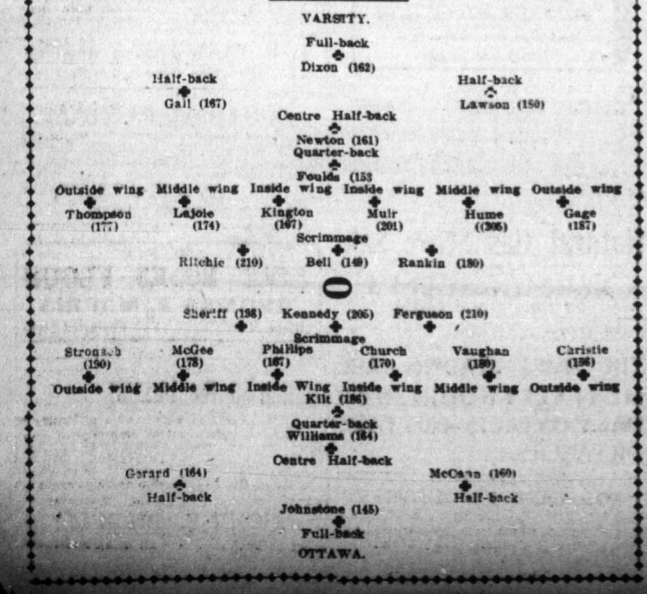 VARSITY.
Full-back
Dixon (162)
Half-back Half-back
Gall (167) Lawson (150)
Centre Half-back
Newton (161)
Quarter-back
Foulds (153
Outside wing Middle wing Inside wing Inside wing Middle wing Outside wing
Thompson Lajoie Kington Muir Hume Gage
(177) (174) (167) (201) ((205) (187)
Scrimmage
Ritchie (210) Bell (149) Rankin (180)
Sheriff (198) Kennedy (205) Ferguson (210)
Scrimmage
McGee Phillips Church Vaughan Christie
(190) (178) (167) (170) (180) (156)
Outside wing Middle wing Inside Wing Inside wing Middle wing Outside wing
Kilt (186)
Quarter-back
Williams (164)
Centre Half-back
Gerard (164) McCann (160)
Half-back Half-back
Johnstone (145)
Full-back
OTTAWA.